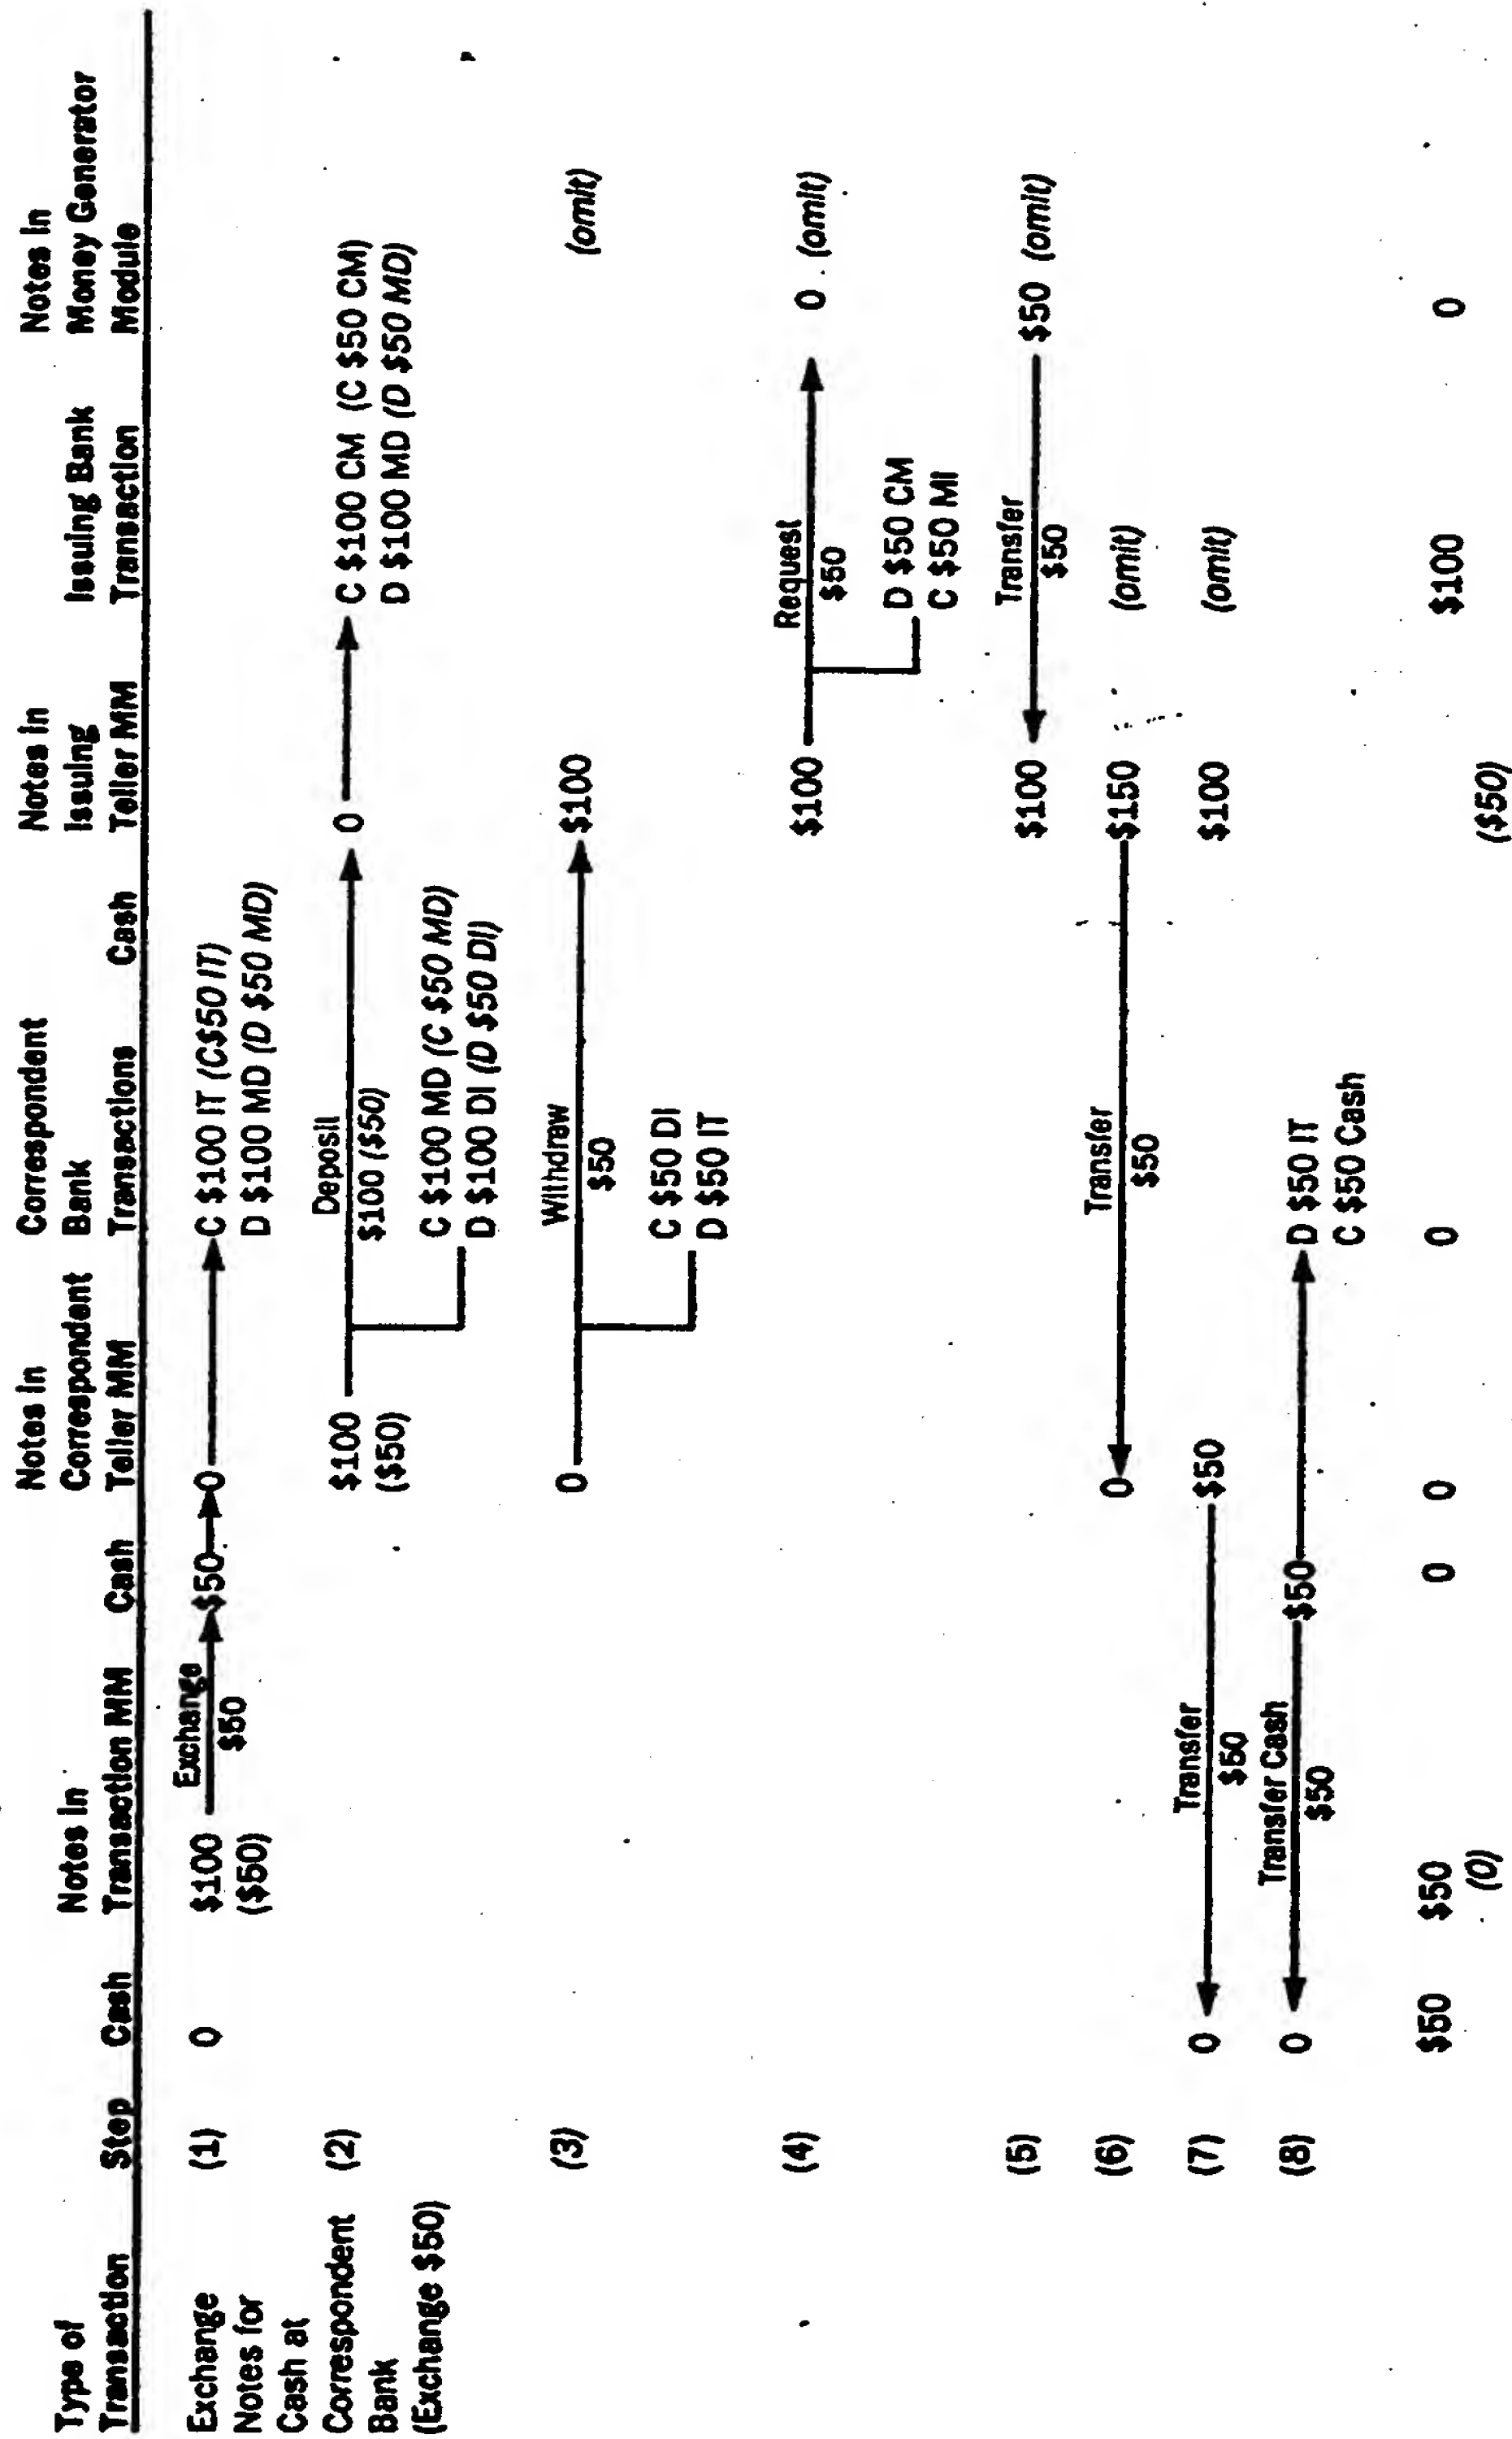 Type of
Transaction
Step
Cash
Notes in
Transaction MM
Cash
Notes in
Correspondent
Teller MM
Correspondent
Bank
Transactions
Cash
Notes in
Issuing
Teller MM
Issuing Bank
Transaction
Notes in
Money Generator
Module
Exchange
Notes for
Cash at
Correspondent
Bank
(Exchange $50)
(1)
0
$100
($50)
Exchange
$50
$50
0
C $100 IT (C$50 IT)
D $100 MD (D $50 MD)
(2)
$100
($50)
Deposit
$100 ($50)
C $100 MD (C $50 MD)
D $100 DI (D $50 DI)
0
C $100 CM (C $50 CM)
D $100 MD (D $50 MD)
(3)
0
Withdraw
$50
C $50 DI
D $50 IT
$100
(omit)
(4)
$100
Request
$50
D $50 CM
C $50 MI
0 (omit)
(5)
$100
Transfer
$50
$50 (omit)
(6)
0
Transfer
$50
$150
(omit)
(7)
0
Transfer
$50
$50
$100
(omit)
(8)
0
Transfer Cash
$50
$50
D $50 IT
C $50 Cash
$50
$50
(0)
0
0
0
($50)
$100
0